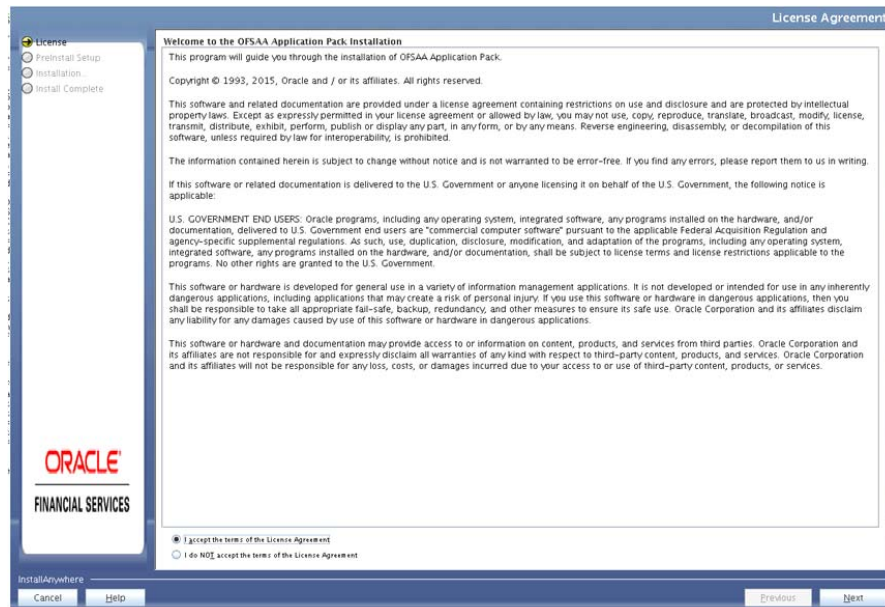 License Agreement
License
PreInstall Setup
Installation...
Install Complete
Welcome to the OFSAA Application Pack Installation
This program will guide you through the installation of OFSAA Application Pack.
Copyright © 1993, 2015, Oracle and / or its affiliates. All rights reserved.
This software and related documentation are provided under a license agreement containing restrictions on use and disclosure and are protected by intellectual
property laws. Except as expressly permitted in your license agreement or allowed by law, you may not use, copy, reproduce, translate, broadcast, modify, license,
transmit, distribute, exhibit, perform, publish or display any part, in any form, or by any means. Reverse engineering, disassembly, or decompilation of this
software, unless required by law for interoperability, is prohibited.
The information contained herein is subject to change without notice and is not warranted to be error-free. If you find any errors, please report them to us in writing.
If this software or related documentation is delivered to the U.S. Government or anyone licensing it on behalf of the U.S. Government, the following notice is
applicable:
U.S. GOVERNMENT END USERS: Oracle programs, including any operating system, integrated software, any programs installed on the hardware, and/or
documentation, delivered to U.S. Government end users are "commercial computer software" pursuant to the applicable Federal Acquisition Regulation and
agency-specific supplemental regulations. As such, use, duplication, disclosure, modification, and adaptation of the programs, including any operating system,
integrated software, any programs installed on the hardware, and/or documentation, shall be subject to license terms and license restrictions applicable to the
programs. No other rights are granted to the U.S. Government.
This software or hardware is developed for general use in a variety of information management applications. It is not developed or intended for use in any inherently
dangerous applications, including applications that may create a risk of personal injury. If you use this software or hardware in dangerous applications, then you
shall be responsible to take all appropriate fail-safe, backup, redundancy, and other measures to ensure its safe use. Oracle Corporation and its affiliates disclaim
any liability for any damages caused by use of this software or hardware in dangerous applications.
This software or hardware and documentation may provide access to or information on content, products, and services from third parties. Oracle Corporation and
its affiliates are not responsible for and expressly disclaim all warranties of any kind with respect to third-party content, products, and services. Oracle Corporation
and its affiliates will not be responsible for any loss, costs, or damages incurred due to your access to or use of third-party content, products, or services.
ORACLE
FINANCIAL SERVICES
I accept the terms of the License Agreement
I do NOT accept the terms of the License Agreement
InstallAnywhere
Cancel
Help
Previous
Next